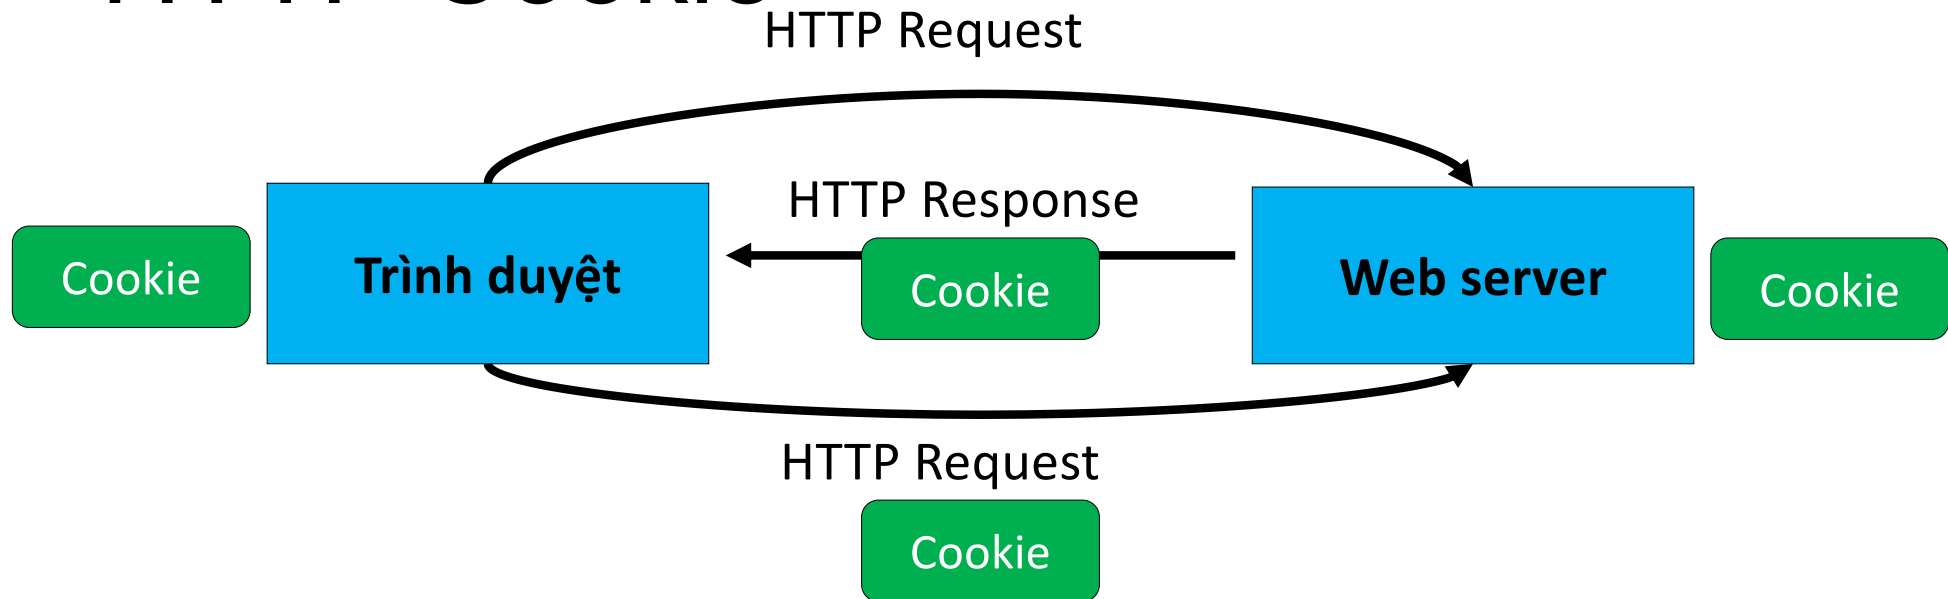 HTTP Request
HTTP Response
Cookie
Trình duyệt
Cookie
Web server
Cookie
HTTP Request
Cookie